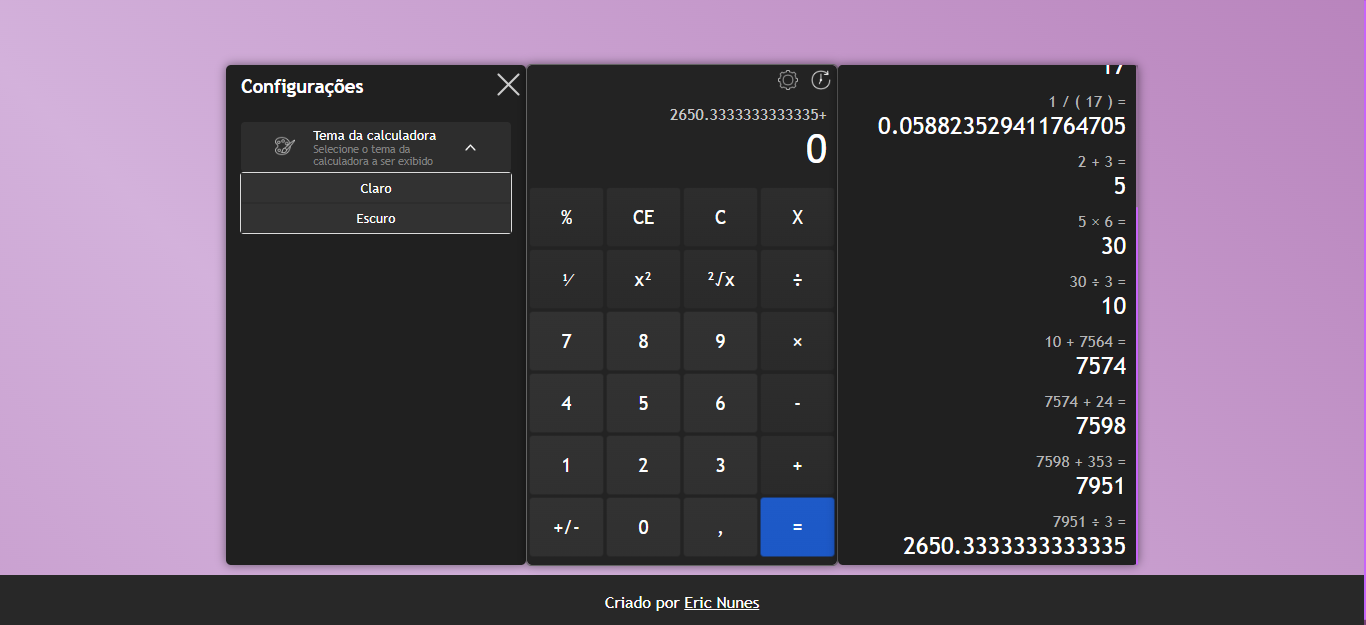 Configurações
Tema da calculadora
Selecione o tema da
calculadora a ser exibido
Claro
Escuro
2650.3333333333335+
0
% CE C X
¹⁄ x² ²√x ÷
7 8 9 ×
4 5 6 -
1 2 3 +
+/- 0 , =
17
1 / ( 17 ) =
0.058823529411764705
2 + 3 =
5
5 × 6 =
30
30 ÷ 3 =
10
10 + 7564 =
7574
7574 + 24 =
7598
7598 + 353 =
7951
7951 ÷ 3 =
2650.3333333333335
Criado por Eric Nunes